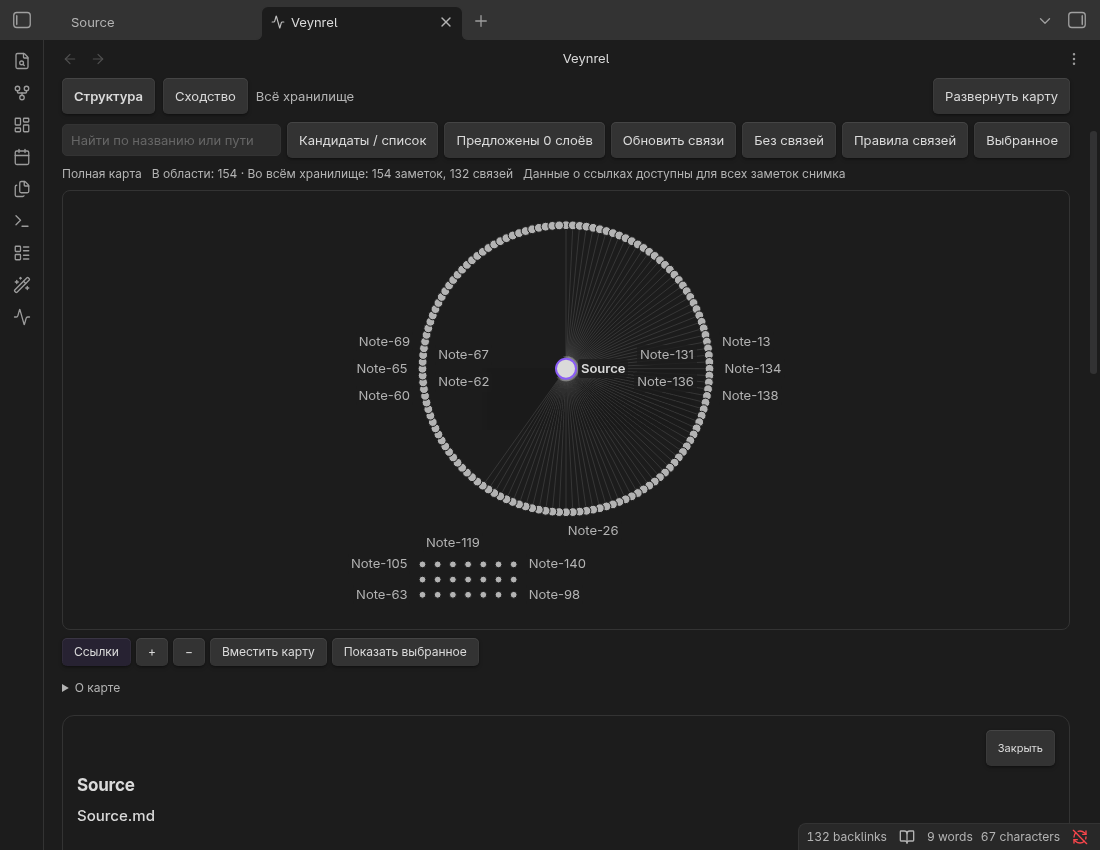 Source
Veynrel
Veynrel
Структура
Сходство
Всё хранилище
Развернуть карту
Найти по названию или пути
Кандидаты / список
Предложены 0 слоёв
Обновить связи
Без связей
Правила связей
Выбранное
Полная карта В области: 154 · Во всём хранилище: 154 заметок, 132 связей Данные о ссылках доступны для всех заметок снимка
Note-69
Note-13
Note-67
Note-131
Note-65
Source
Note-134
Note-62
Note-136
Note-60
Note-138
Note-26
Note-119
Note-105
Note-140
Note-63
Note-98
Ссылки
+
−
Вместить карту
Показать выбранное
О карте
Закрыть
Source
Source.md
132 backlinks
9 words
67 characters